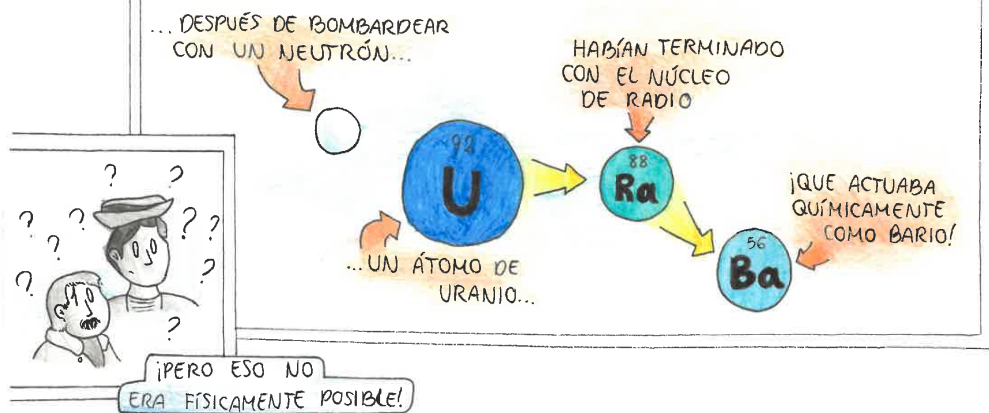 ... DESPUÉS DE BOMBARDEAR
CON UN NEUTRÓN...
92
U
...UN ÁTOMO DE
URANIO...
HABÍAN TERMINADO
CON EL NÚCLEO
DE RADIO
88
Ra
¡QUE ACTUABA
QUÍMICAMENTE
COMO BARIO!
56
Ba
? ? ? ? ? ? ? ? ?
¡PERO ESO NO
ERA FÍSICAMENTE POSIBLE!